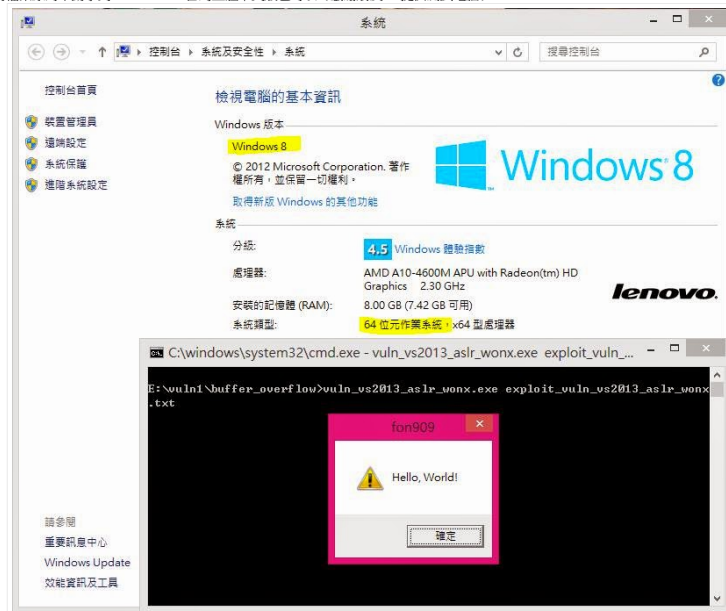 系統
控制台 ▸ 系統及安全性 ▸ 系統
搜尋控制台
控制台首頁
裝置管理員
遠端設定
系統保護
進階系統設定
檢視電腦的基本資訊
Windows 版本
Windows 8
© 2012 Microsoft Corporation. 著作
權所有，並保留一切權利。
取得新版 Windows 的其他功能
Windows 8
系統
分級:
4.5 Windows 體驗指數
處理器:
AMD A10-4600M APU with Radeon(tm) HD
Graphics 2.30 GHz
安裝的記憶體 (RAM):
8.00 GB (7.42 GB 可用)
系統類型:
64 位元作業系統，x64 型處理器
lenovo.
C:\windows\system32\cmd.exe - vuln_vs2013_aslr_wonx.exe exploit_vuln_...
E:\vuln1\buffer_overflow>vuln_vs2013_aslr_wonx.exe exploit_vuln_vs2013_aslr_wonx
.txt
fon909
Hello, World!
確定
請參閱
重要訊息中心
Windows Update
效能資訊及工具